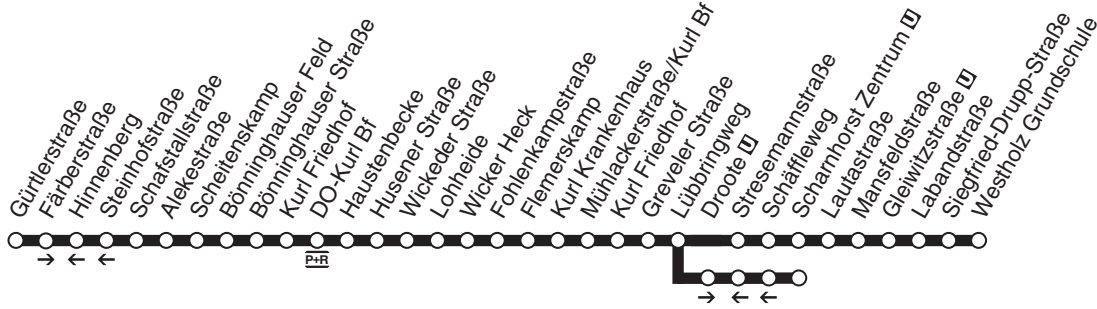 Gürtlerstraße
Färberstraße
Hinnenberg
Steinhofstraße
Schafstallstraße
Alekestraße
Scheitenskamp
Bönninghauser Feld
Bönninghauser Straße
Kurl Friedhof
DO-Kurl Bf
Haustenbecke
Husener Straße
Wickeder Straße
Lohheide
Wicker Heck
Fohlenkampstraße
Flemerskamp
Kurl Krankenhaus
Mühlackerstraße/Kurl Bf
Kurl Friedhof
Greveler Straße
Lübbringweg
Droote U
Stresemannstraße
Schäfleweg
Scharnhorst Zentrum U
Lautastraße
Mansfeldstraße
Gleiwitzstraße U
Labandstraße
Siegfried-Drupp-Straße
Westholz Grundschule
P+R